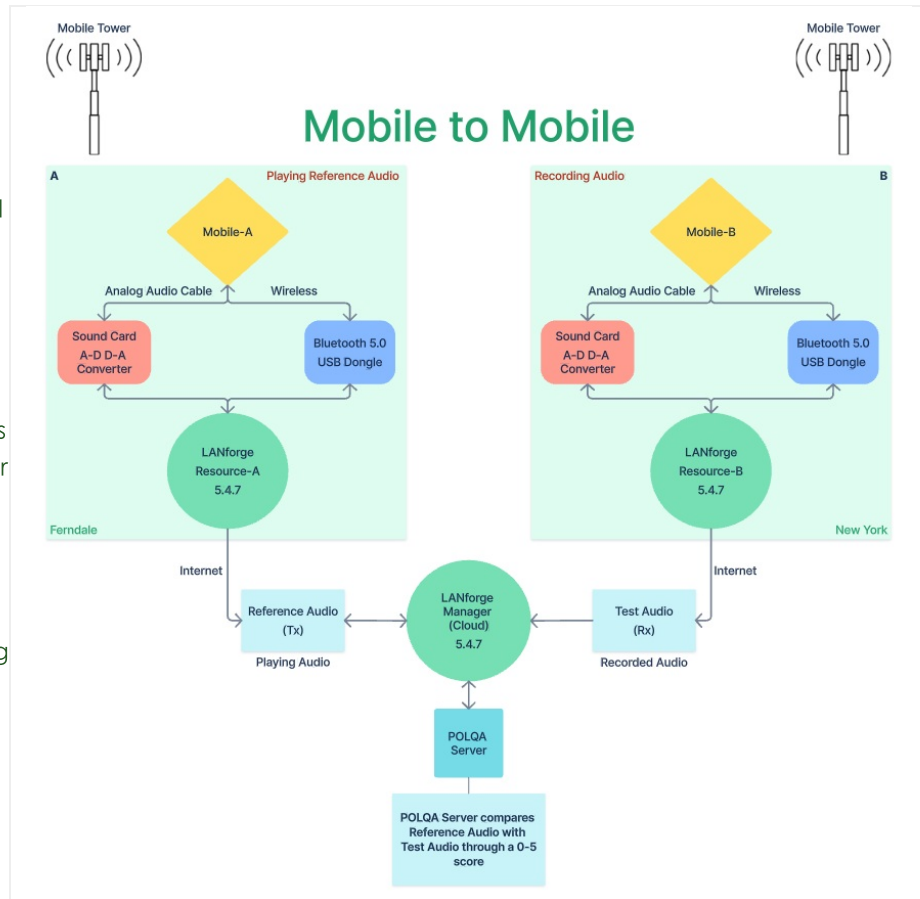 Mobile Tower
Mobile Tower
Mobile to Mobile
A
Playing Reference Audio
Mobile-A
Analog Audio Cable
Wireless
Sound Card
A-D D-A
Converter
Bluetooth 5.0
USB Dongle
LANforge
Resource-A
5.4.7
Ferndale
Recording Audio
B
Mobile-B
Analog Audio Cable
Wireless
Sound Card
A-D D-A
Converter
Bluetooth 5.0
USB Dongle
LANforge
Resource-B
5.4.7
New York
Internet
Reference Audio
(Tx)
Playing Audio
LANforge
Manager
(Cloud)
5.4.7
Internet
Test Audio
(Rx)
Recorded Audio
POLQA
Server
POLQA Server compares
Reference Audio with
Test Audio through a 0-5
score